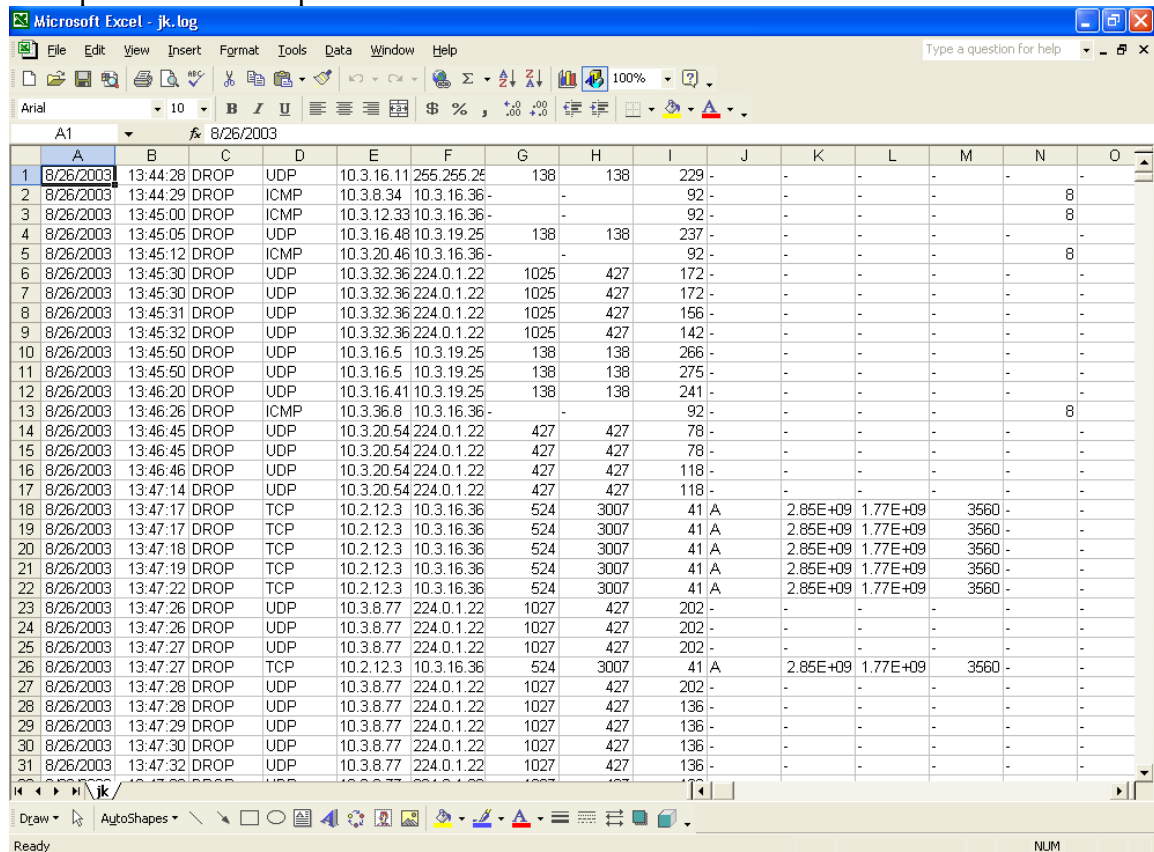 Microsoft Excel - jk.log
File Edit View Insert Format Tools Data Window Help Type a question for help
100%
Arial 10 B I U $ % ,
A1 fx 8/26/2003
A B C D E F G H I J K L M N O
1 8/26/2003 13:44:28 DROP UDP 10.3.16.11 255.255.25 138 138 229 - - - - - -
2 8/26/2003 13:44:29 DROP ICMP 10.3.8.34 10.3.16.36 - - 92 - - - - 8
3 8/26/2003 13:45:00 DROP ICMP 10.3.12.33 10.3.16.36 - - 92 - - - - 8
4 8/26/2003 13:45:05 DROP UDP 10.3.16.48 10.3.19.25 138 138 237 - - - - - -
5 8/26/2003 13:45:12 DROP ICMP 10.3.20.46 10.3.16.36 - - 92 - - - - 8
6 8/26/2003 13:45:30 DROP UDP 10.3.32.36 224.0.1.22 1025 427 172 - - - - - -
7 8/26/2003 13:45:30 DROP UDP 10.3.32.36 224.0.1.22 1025 427 172 - - - - - -
8 8/26/2003 13:45:31 DROP UDP 10.3.32.36 224.0.1.22 1025 427 156 - - - - - -
9 8/26/2003 13:45:32 DROP UDP 10.3.32.36 224.0.1.22 1025 427 142 - - - - - -
10 8/26/2003 13:45:50 DROP UDP 10.3.16.5 10.3.19.25 138 138 266 - - - - - -
11 8/26/2003 13:45:50 DROP UDP 10.3.16.5 10.3.19.25 138 138 275 - - - - - -
12 8/26/2003 13:46:20 DROP UDP 10.3.16.41 10.3.19.25 138 138 241 - - - - - -
13 8/26/2003 13:46:26 DROP ICMP 10.3.36.8 10.3.16.36 - - 92 - - - - 8
14 8/26/2003 13:46:45 DROP UDP 10.3.20.54 224.0.1.22 427 427 78 - - - - - -
15 8/26/2003 13:46:45 DROP UDP 10.3.20.54 224.0.1.22 427 427 78 - - - - - -
16 8/26/2003 13:46:46 DROP UDP 10.3.20.54 224.0.1.22 427 427 118 - - - - - -
17 8/26/2003 13:47:14 DROP UDP 10.3.20.54 224.0.1.22 427 427 118 - - - - - -
18 8/26/2003 13:47:17 DROP TCP 10.2.12.3 10.3.16.36 524 3007 41 A 2.85E+09 1.77E+09 3560 - -
19 8/26/2003 13:47:17 DROP TCP 10.2.12.3 10.3.16.36 524 3007 41 A 2.85E+09 1.77E+09 3560 - -
20 8/26/2003 13:47:18 DROP TCP 10.2.12.3 10.3.16.36 524 3007 41 A 2.85E+09 1.77E+09 3560 - -
21 8/26/2003 13:47:19 DROP TCP 10.2.12.3 10.3.16.36 524 3007 41 A 2.85E+09 1.77E+09 3560 - -
22 8/26/2003 13:47:22 DROP TCP 10.2.12.3 10.3.16.36 524 3007 41 A 2.85E+09 1.77E+09 3560 - -
23 8/26/2003 13:47:26 DROP UDP 10.3.8.77 224.0.1.22 1027 427 202 - - - - - -
24 8/26/2003 13:47:26 DROP UDP 10.3.8.77 224.0.1.22 1027 427 202 - - - - - -
25 8/26/2003 13:47:27 DROP UDP 10.3.8.77 224.0.1.22 1027 427 202 - - - - - -
26 8/26/2003 13:47:27 DROP TCP 10.2.12.3 10.3.16.36 524 3007 41 A 2.85E+09 1.77E+09 3560 - -
27 8/26/2003 13:47:28 DROP UDP 10.3.8.77 224.0.1.22 1027 427 202 - - - - - -
28 8/26/2003 13:47:28 DROP UDP 10.3.8.77 224.0.1.22 1027 427 136 - - - - - -
29 8/26/2003 13:47:29 DROP UDP 10.3.8.77 224.0.1.22 1027 427 136 - - - - - -
30 8/26/2003 13:47:30 DROP UDP 10.3.8.77 224.0.1.22 1027 427 136 - - - - - -
31 8/26/2003 13:47:32 DROP UDP 10.3.8.77 224.0.1.22 1027 427 136 - - - - - -
jk
Draw AutoShapes
Ready NUM